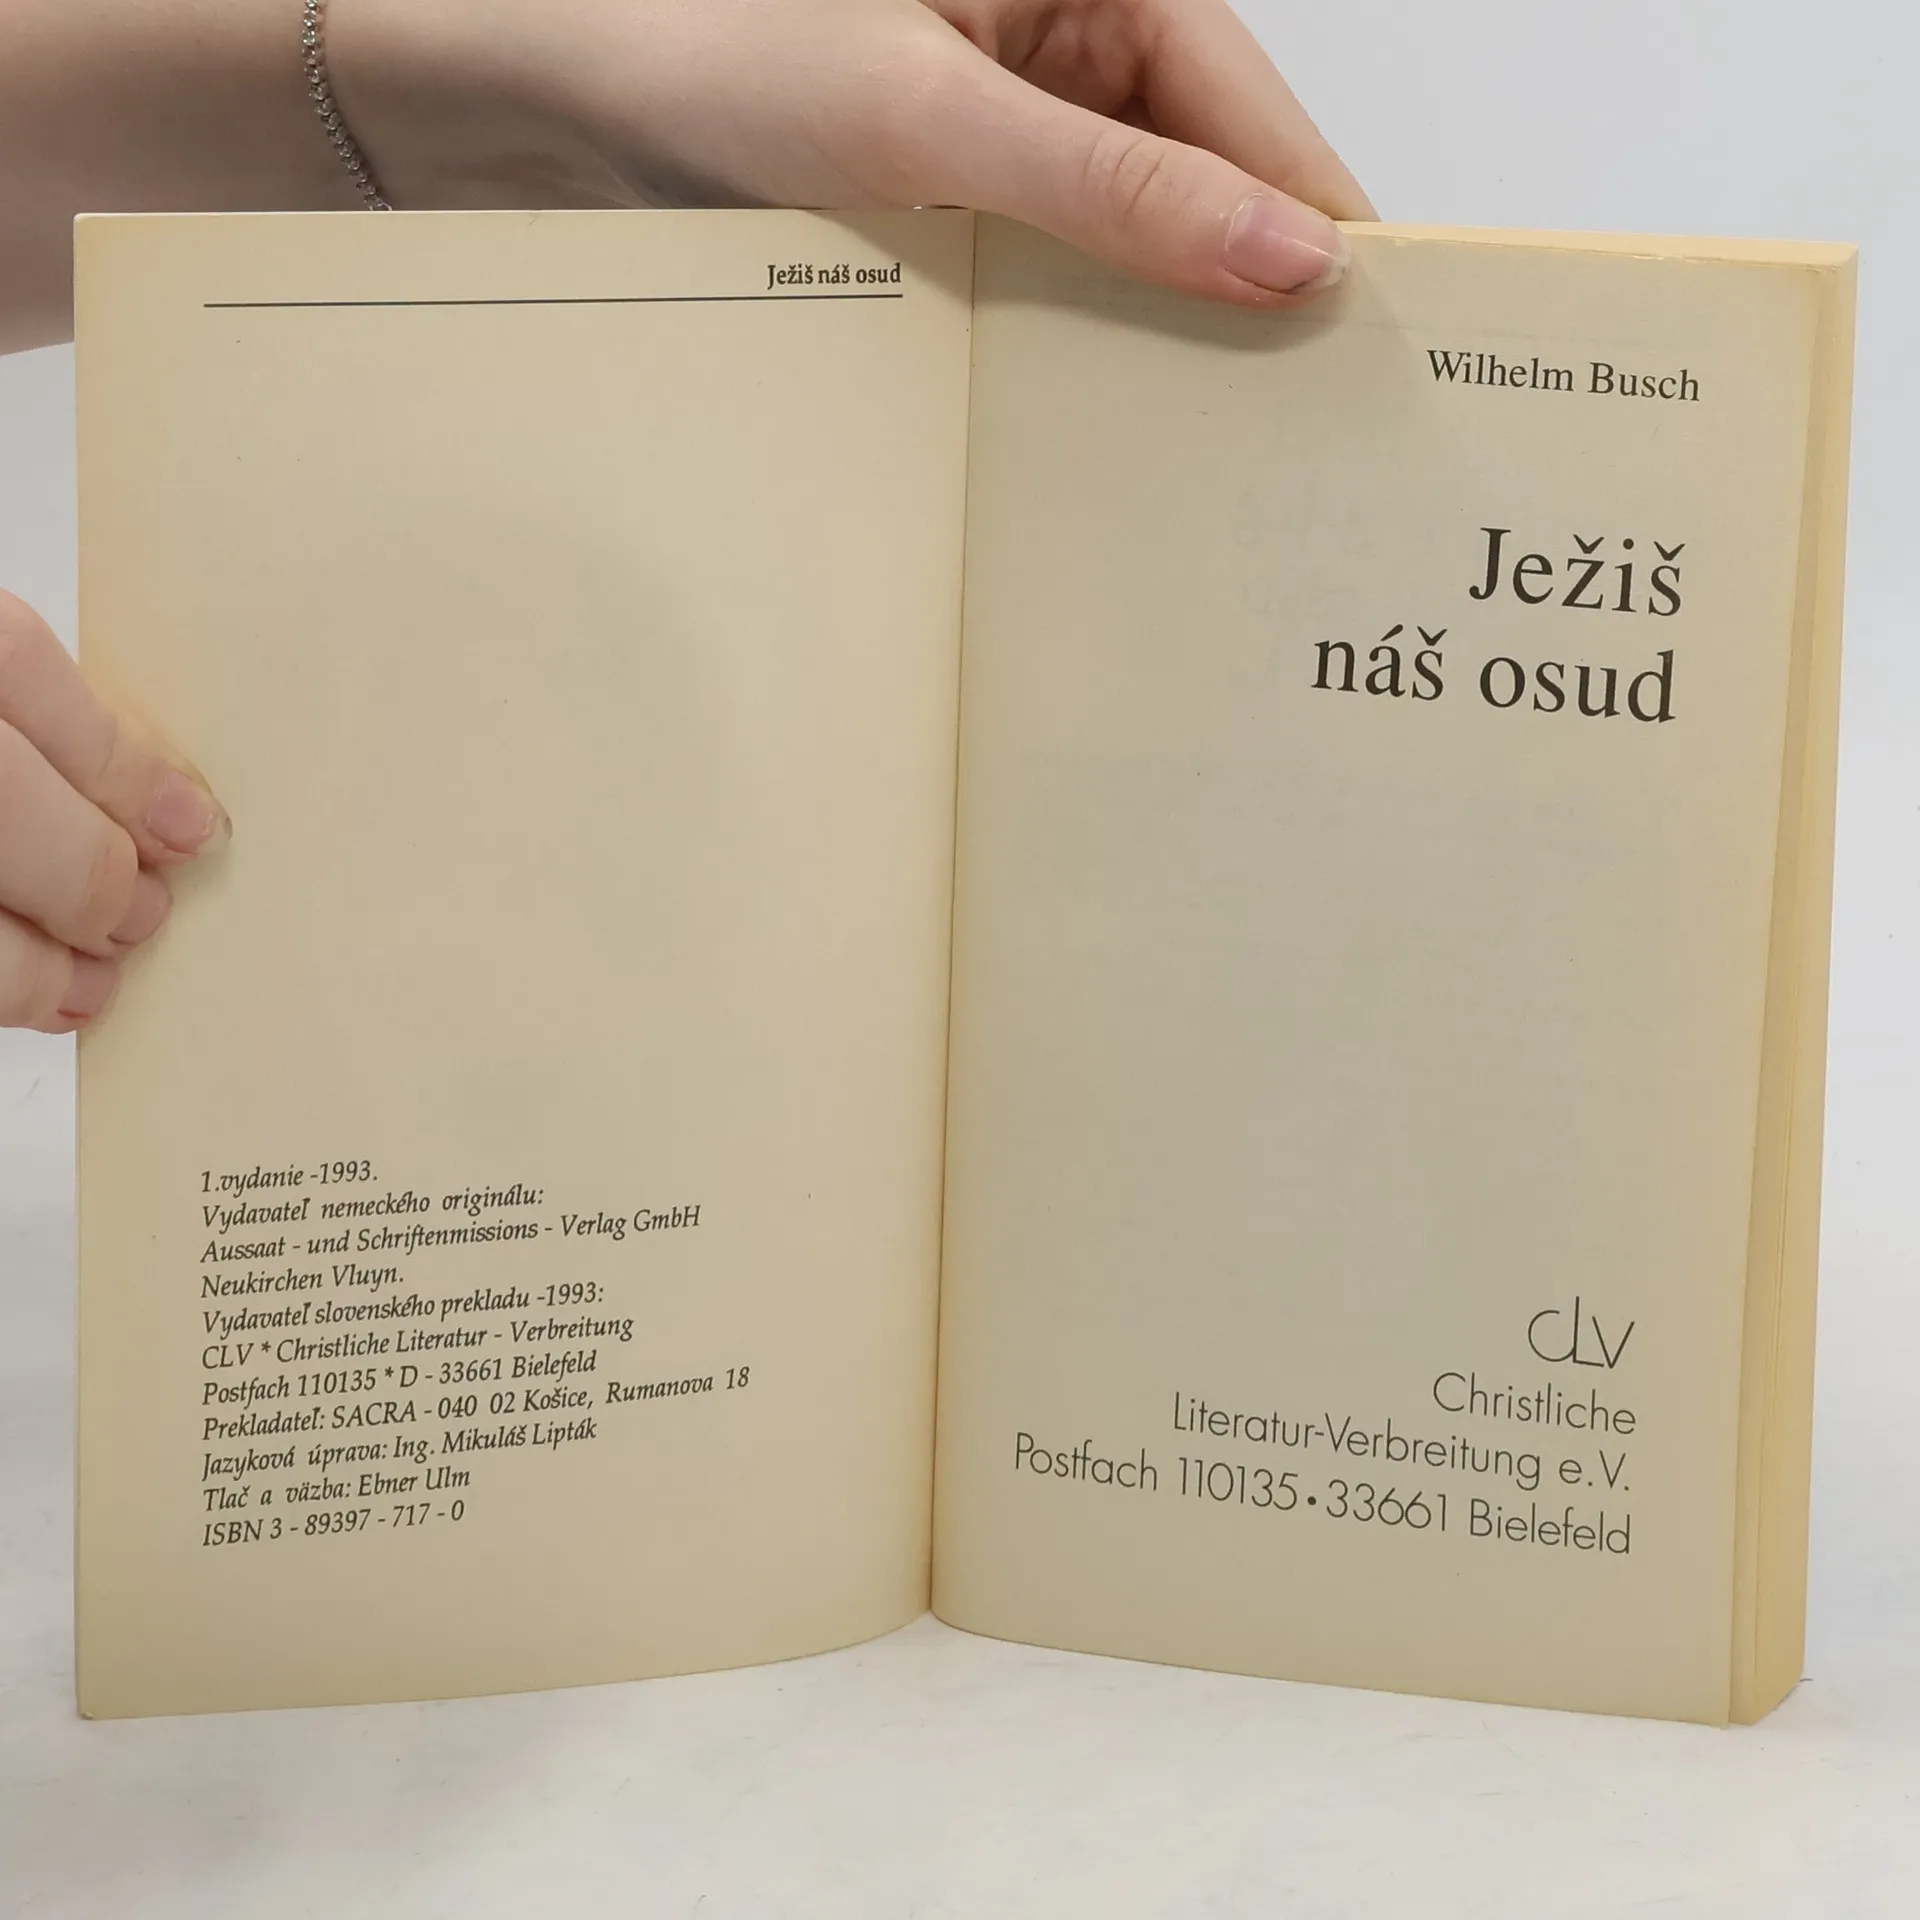 Ježiš náš osud
1.vydanie -1993.
Vydavateľ nemeckého originálu:
Aussaat - und Schriftenmissions - Verlag GmbH
Neukirchen Vluyn.
Vydavateľ slovenského prekladu -1993:
CLV * Christliche Literatur - Verbreitung
Postfach 110135 * D - 33661 Bielefeld
Prekladateľ: SACRA - 040 02 Košice, Rumanova 18
Jazyková úprava: Ing. Mikuláš Lipták
Tlač a väzba: Ebner Ulm
ISBN 3 - 89397 - 717 - 0
Wilhelm Busch
Ježiš
náš osud
CLV
Christliche
Literatur-Verbreitung e.V.
Postfach 110135 • 33661 Bielefeld